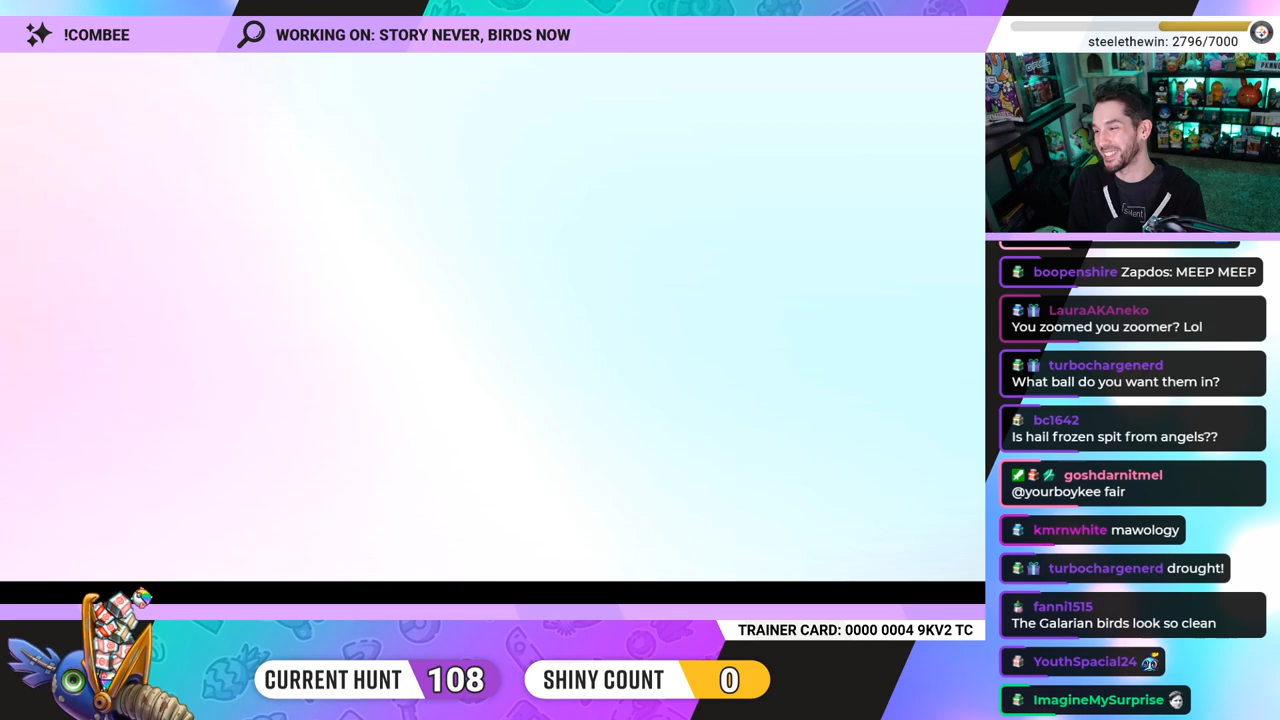 !COMBEE
WORKING ON: STORY NEVER, BIRDS NOW
steelethewin: 2796/7000
boopenshire Zapdos: MEEP MEEP
LauraAKAneko
You zoomed you zoomer? Lol
turbochargenerd
What ball do you want them in?
bc1642
Is hail frozen spit from angels??
goshdarnitmel
@yourboykee fair
kmrnwhite mawology
turbochargenerd drought!
fanni1515
The Galarian birds look so clean
YouthSpacial24
ImagineMySurprise
TRAINER CARD: 0000 0004 9KV2 TC
CURRENT HUNT 108
SHINY COUNT 0